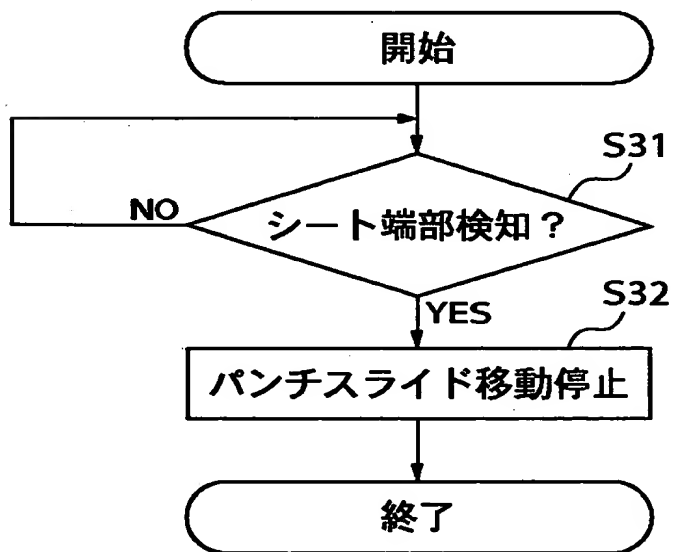 開始
S31
シート端部検知？
NO
YES
S32
パンチスライド移動停止
終了